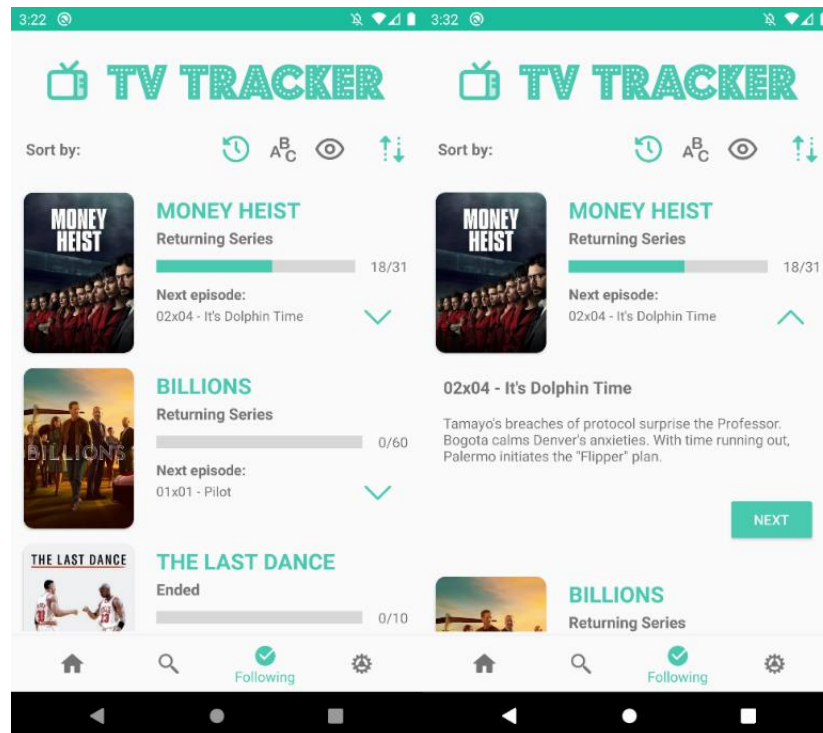 3:22
TV TRACKER
Sort by:
ABC
MONEY
HEIST
MONEY HEIST
Returning Series
18/31
Next episode:
02x04 - It's Dolphin Time
BILLIONS
BILLIONS
Returning Series
0/60
Next episode:
01x01 - Pilot
THE LAST DANCE
THE LAST DANCE
Ended
0/10
Following
3:32
TV TRACKER
Sort by:
ABC
MONEY
HEIST
MONEY HEIST
Returning Series
18/31
Next episode:
02x04 - It's Dolphin Time
02x04 - It's Dolphin Time
Tamayo's breaches of protocol surprise the Professor.
Bogota calms Denver's anxieties. With time running out,
Palermo initiates the "Flipper" plan.
NEXT
BILLIONS
Returning Series
Following